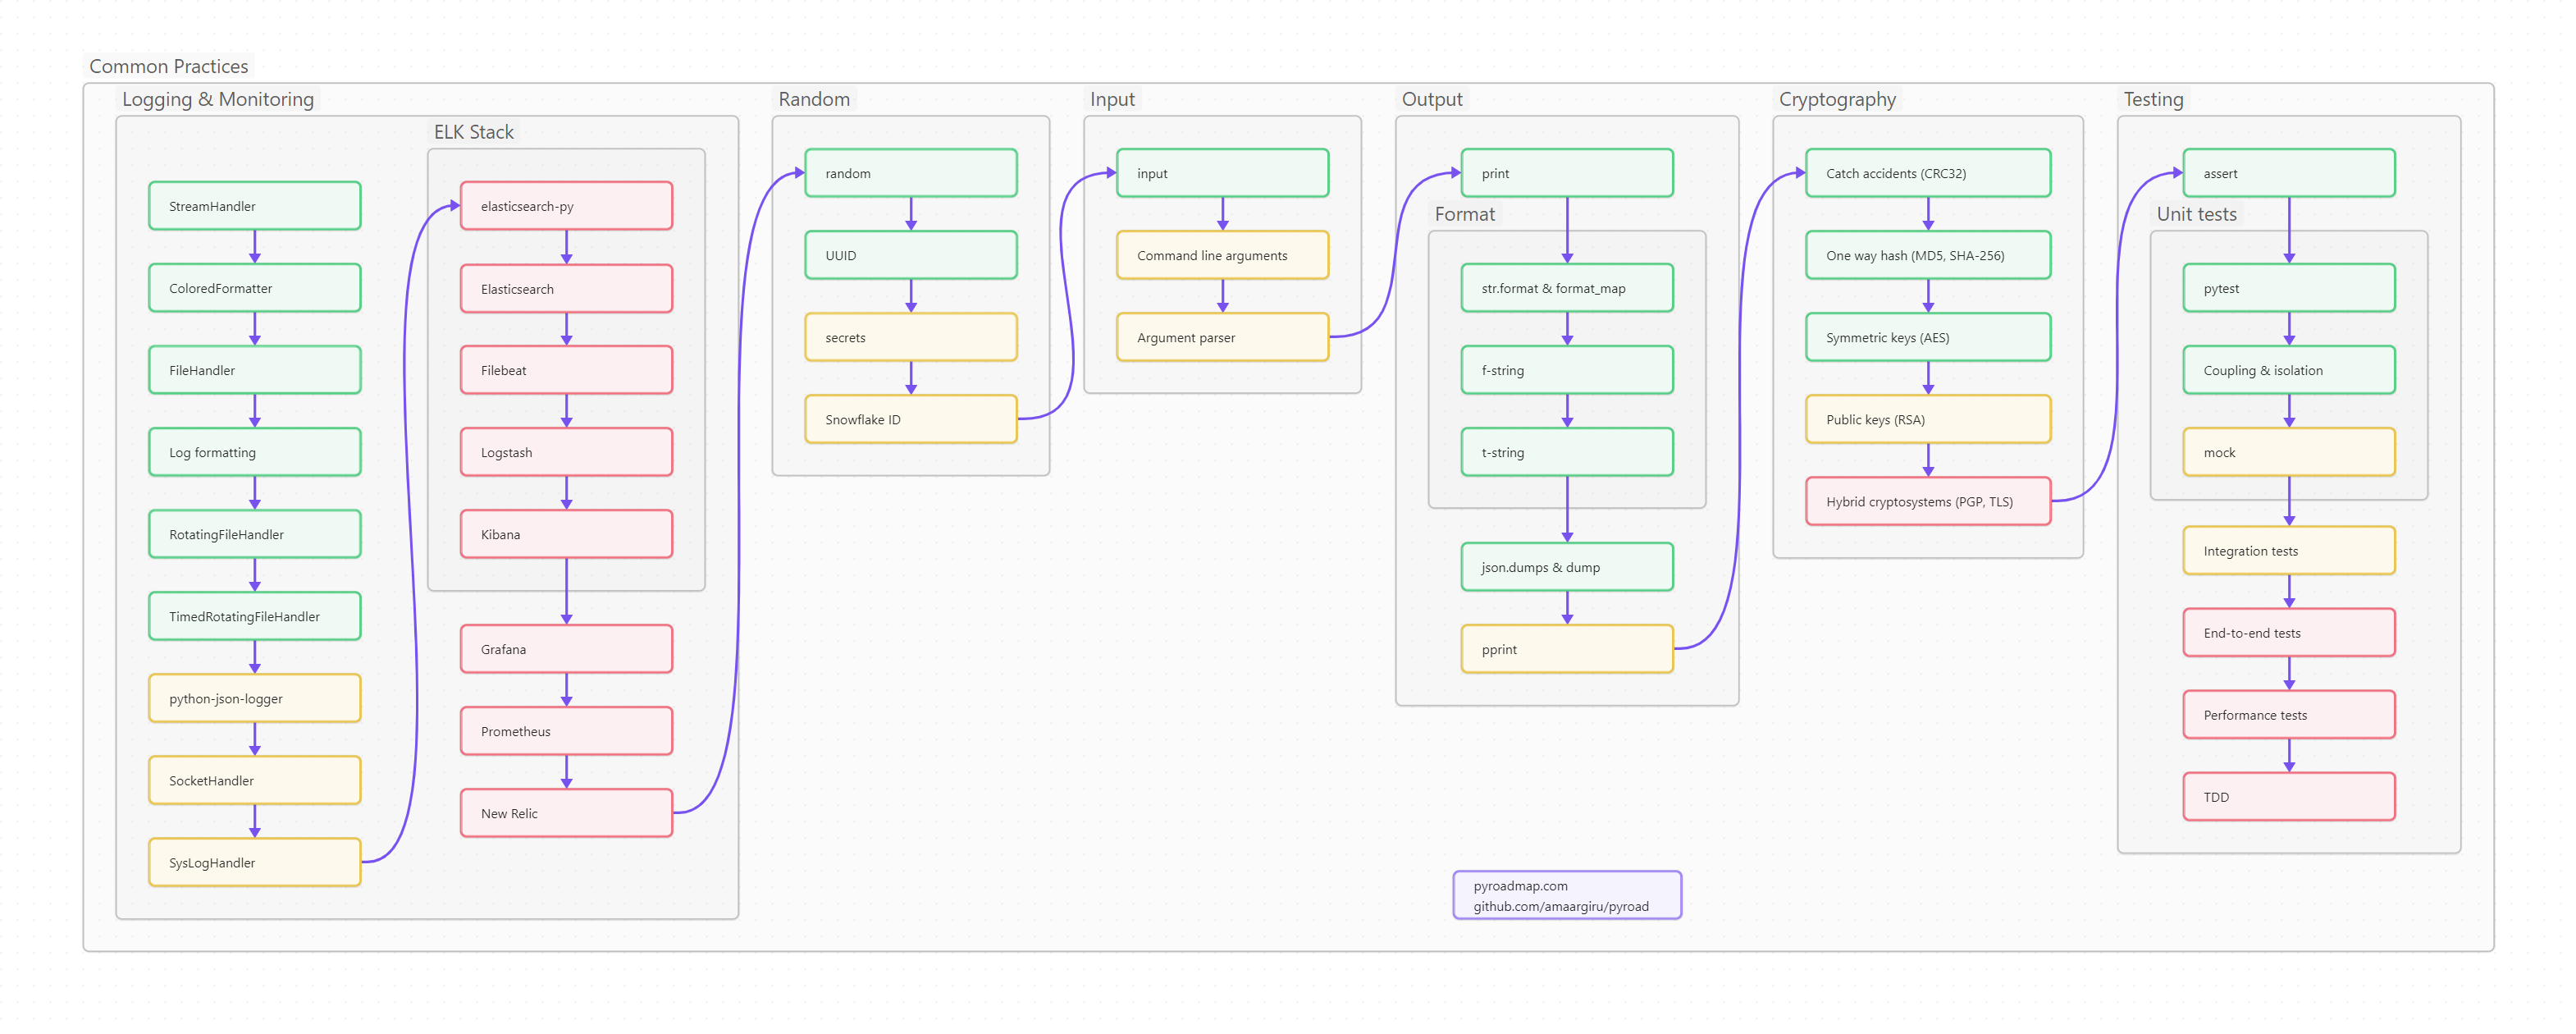 Common Practices
Logging & Monitoring
StreamHandler
ColoredFormatter
FileHandler
Log formatting
RotatingFileHandler
TimedRotatingFileHandler
python-json-logger
SocketHandler
SysLogHandler
ELK Stack
elasticsearch-py
Elasticsearch
Filebeat
Logstash
Kibana
Grafana
Prometheus
New Relic
Random
random
UUID
secrets
Snowflake ID
Input
input
Command line arguments
Argument parser
Output
print
Format
str.format & format_map
f-string
t-string
json.dumps & dump
pprint
Cryptography
Catch accidents (CRC32)
One way hash (MD5, SHA-256)
Symmetric keys (AES)
Public keys (RSA)
Hybrid cryptosystems (PGP, TLS)
Testing
assert
Unit tests
pytest
Coupling & isolation
mock
Integration tests
End-to-end tests
Performance tests
TDD
pyroadmap.com
github.com/amaargiru/pyroad